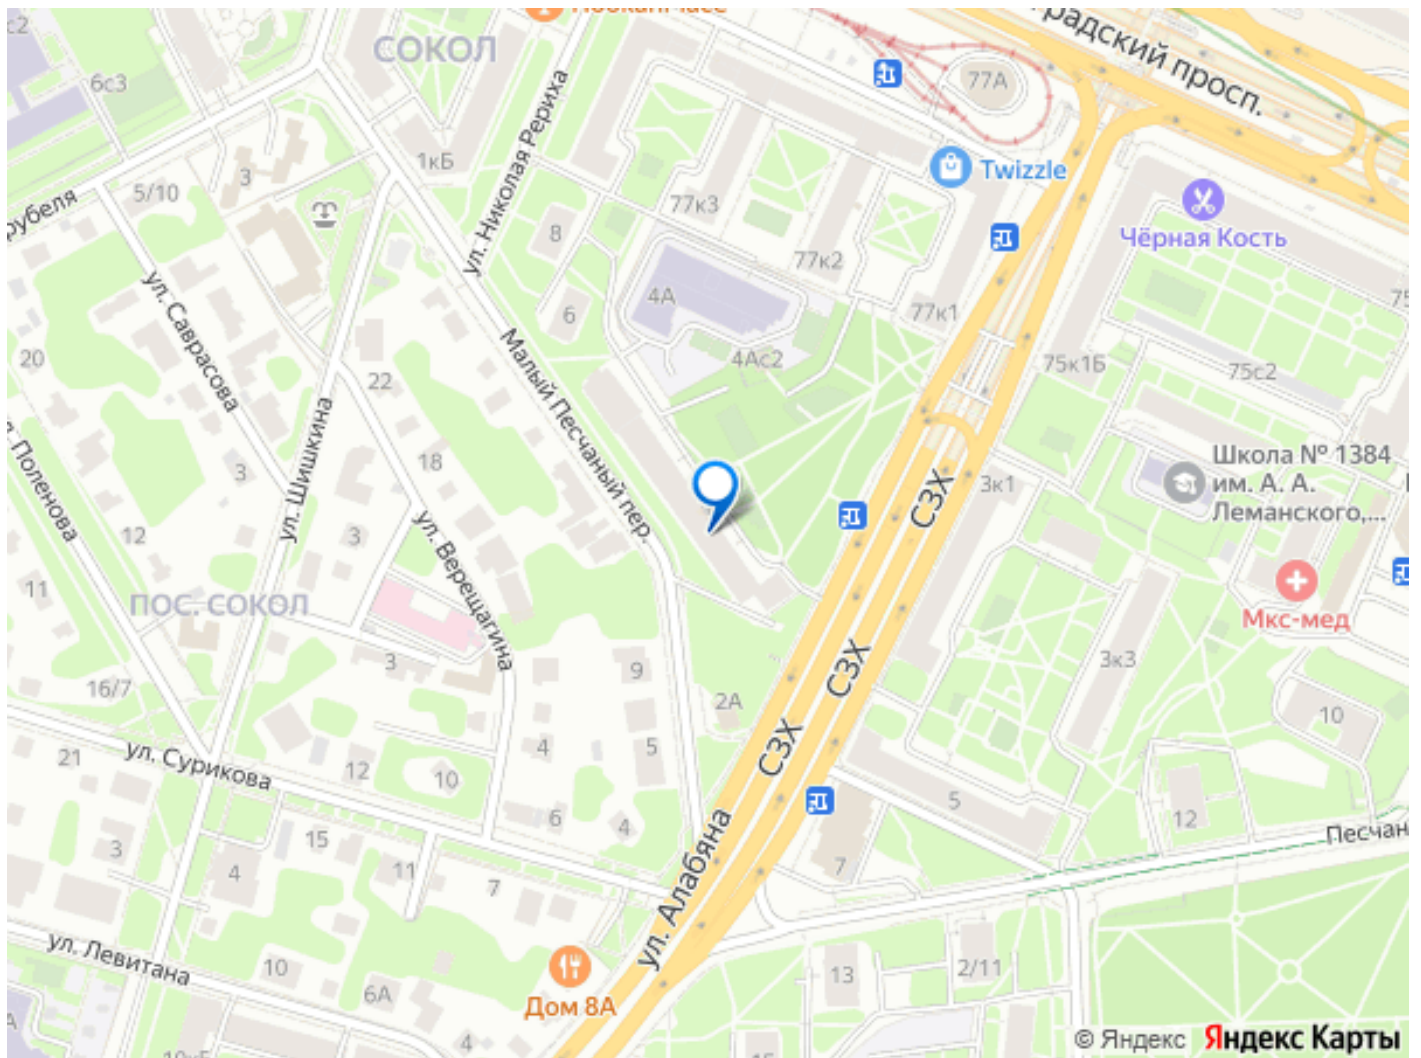 с2
СОКОЛ
6с3
77А
градский просп.
1кБ
ул. Николая Рериха
Twizzle
3
5/10
77к3
Чёрная Кость
8
77к2
ул. Саврасова
4А
6
77к1
75
Малый Песчаный пер.
20
4Ас2
75к1Б
75с2
22
ул. Шишкина
Поленова
3
18
Школа № 1384
им. А. А.
Леманского,...
3к1
СЗХ
12
3
ул. Верещагина
11
ПОС. СОКОЛ
Мкс-мед
3
9
СЗХ
3к3
16/7
2А
10
ул. Сурикова
21
12
4
10
5
СЗХ
5
12
6
4
Песчан
15
3
11
7
4
7
ул. Алабяна
ул. Левитана
10
6А
13
2/11
Дом 8А
4
© Яндекс Яндекс Карты